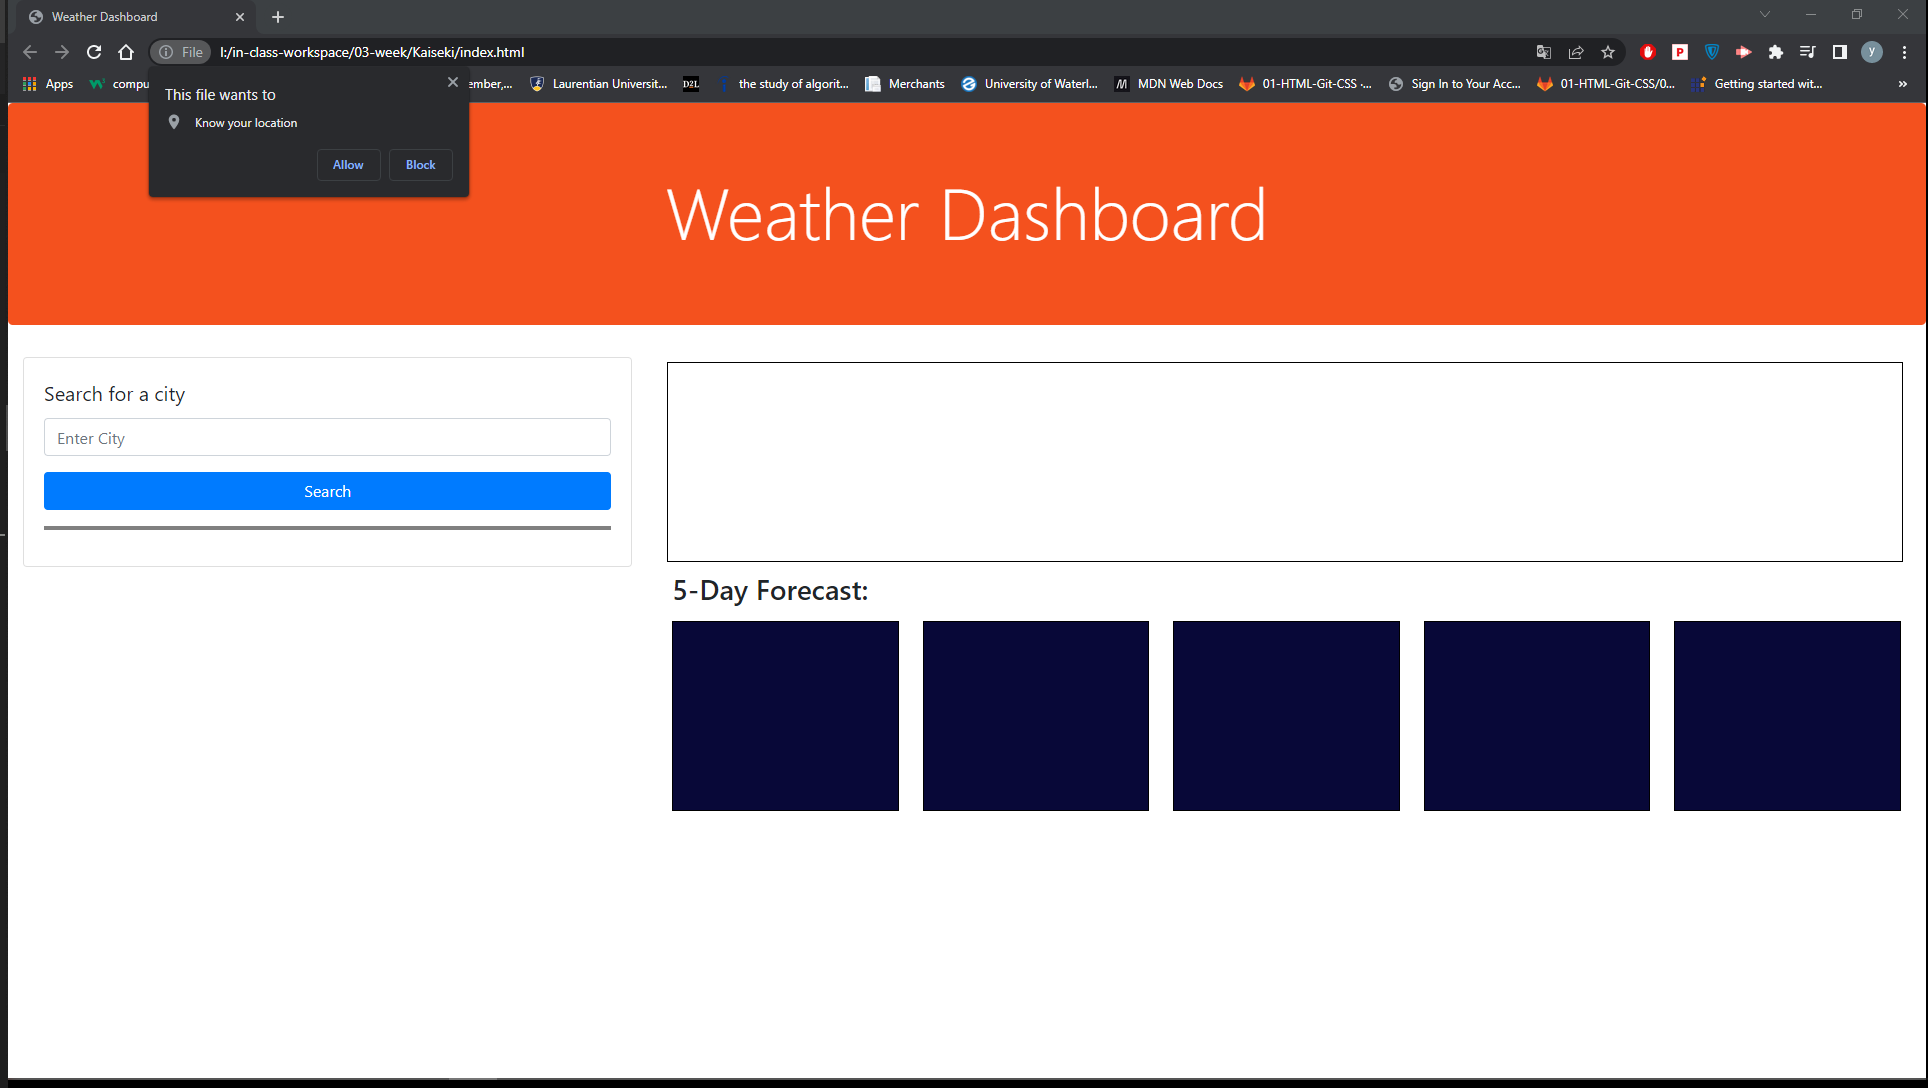 Weather Dashboard
File l:/in-class-workspace/03-week/Kaiseki/index.html
P y
Apps compu ember,... Laurentian Universit... D2L the study of algorit... Merchants University of Waterl... MDN Web Docs 01-HTML-Git-CSS ·... Sign In to Your Acc... 01-HTML-Git-CSS/0... Getting started wit... »
This file wants to
Know your location
Allow Block
Weather Dashboard
Search for a city
Enter City
Search
5-Day Forecast: